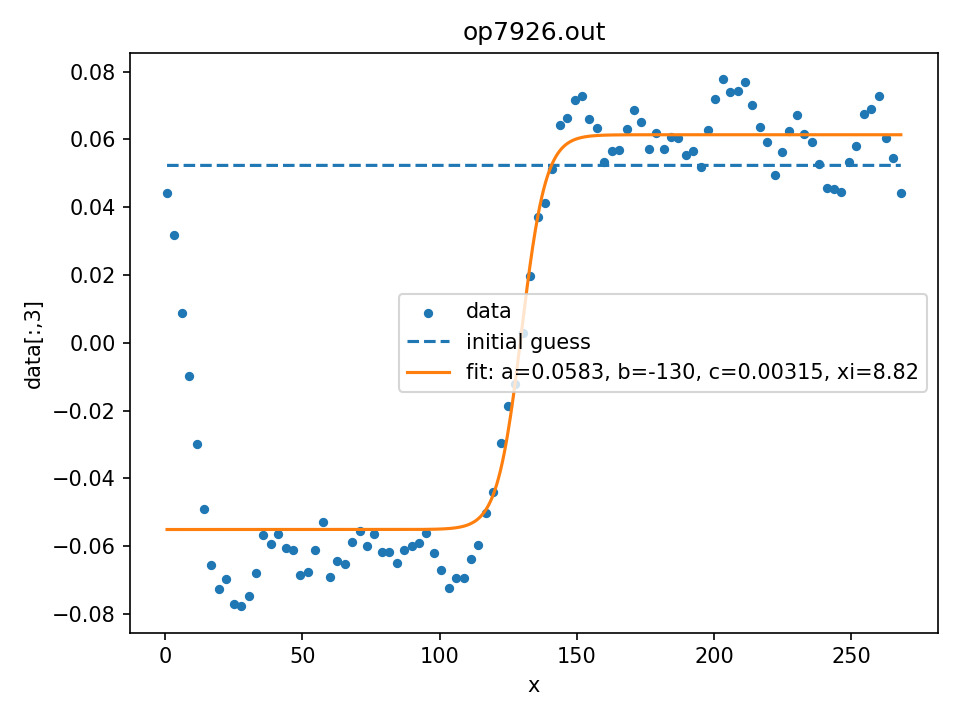 op7926.out
0.08
0.06
0.04
0.02
0.00
−0.02
−0.04
−0.06
−0.08
data[:,3]
data
initial guess
fit: a=0.0583, b=-130, c=0.00315, xi=8.82
0 50 100 150 200 250
x